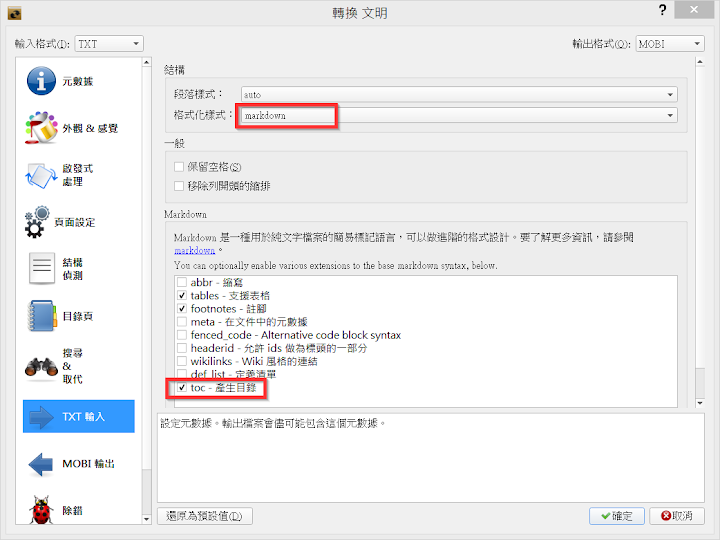 轉換 文明
?
輸入格式(I): TXT
輸出格式(O): MOBI
元數據
外觀 & 感覺
啟發式
處理
頁面設定
結構
偵測
目錄頁
搜尋
&
取代
TXT 輸入
MOBI 輸出
除錯
結構
段落樣式： auto
格式化樣式： markdown
一般
保留空格(S)
移除列開頭的縮排
Markdown
Markdown 是一種用於純文字檔案的簡易標記語言，可以做進階的格式設計。要了解更多資訊，請參閱
markdown。
You can optionally enable various extensions to the base markdown syntax, below.
abbr - 縮寫
tables - 支援表格
footnotes - 註腳
meta - 在文件中的元數據
fenced_code - Alternative code block syntax
headerid - 允許 ids 做為標頭的一部分
wikilinks - Wiki 風格的連結
def_list - 定義清單
toc - 產生目錄
設定元數據。輸出檔案會儘可能包含這個元數據。
還原為預設值(D)
確定
取消